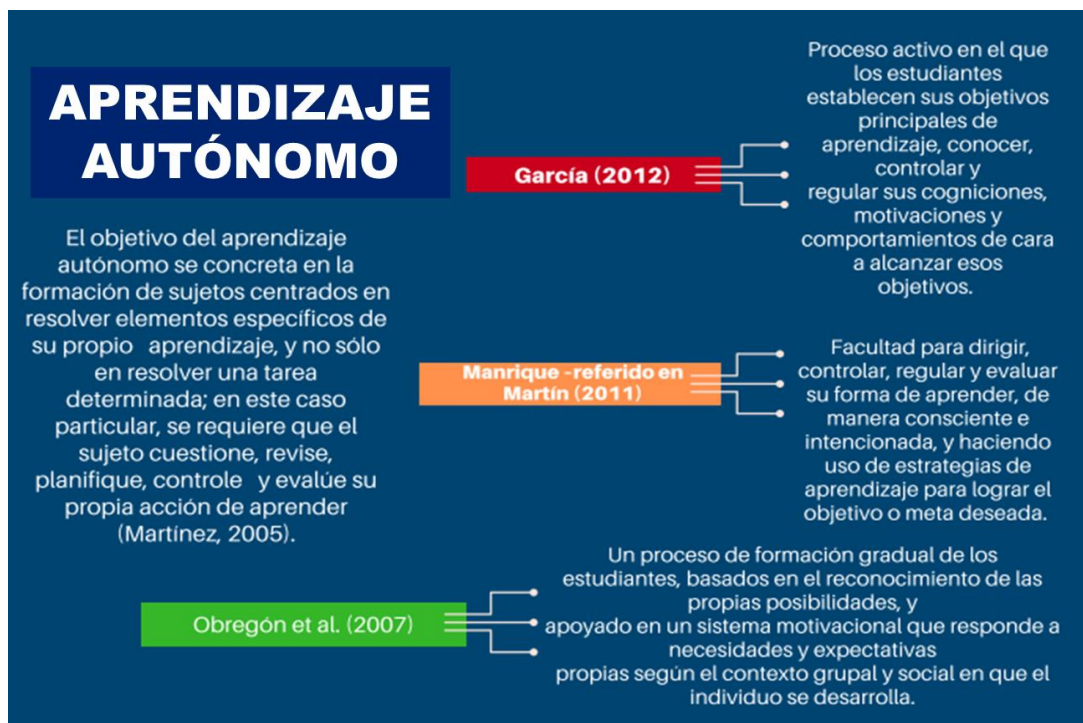 APRENDIZAJE
AUTÓNOMO
El objetivo del aprendizaje
autónomo se concreta en la
formación de sujetos centrados en
resolver elementos específicos de
su propio aprendizaje, y no sólo
en resolver una tarea
determinada; en este caso
particular, se requiere que el
sujeto cuestione, revise,
planifique, controle y evalúe su
propia acción de aprender
(Martínez, 2005).
García (2012)
Proceso activo en el que
los estudiantes
establecen sus objetivos
principales de
aprendizaje, conocer,
controlar y
regular sus cogniciones,
motivaciones y
comportamientos de cara
a alcanzar esos
objetivos.
Manrique -referido en
Martín (2011)
Facultad para dirigir,
controlar, regular y evaluar
su forma de aprender, de
manera consciente e
intencionada, y haciendo
uso de estrategias de
aprendizaje para lograr el
objetivo o meta deseada.
Obregón et al. (2007)
Un proceso de formación gradual de los
estudiantes, basados en el reconocimiento de las
propias posibilidades, y
apoyado en un sistema motivacional que responde a
necesidades y expectativas
propias según el contexto grupal y social en que el
individuo se desarrolla.